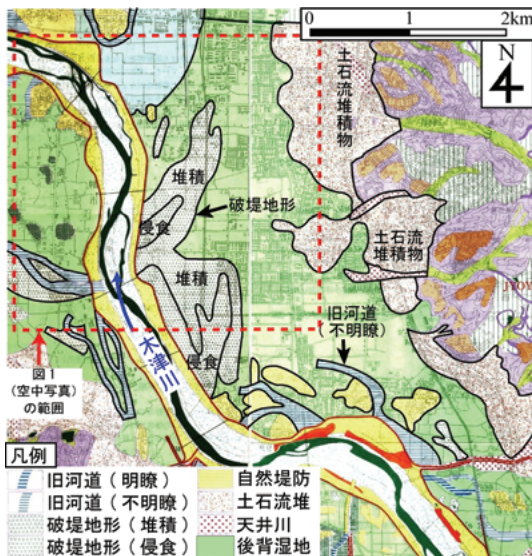 0 1 2km
N
土石流堆積物
堆積
破堤地形
侵食
土石流
堆積物
堆積
旧河道
(不明瞭)
木津川
侵食
図1
(空中写真)
の範囲
凡例
旧河道(明瞭)
自然堤防
旧河道(不明瞭)
土石流堆
破堤地形(堆積)
天井川
破堤地形(侵食)
後背湿地